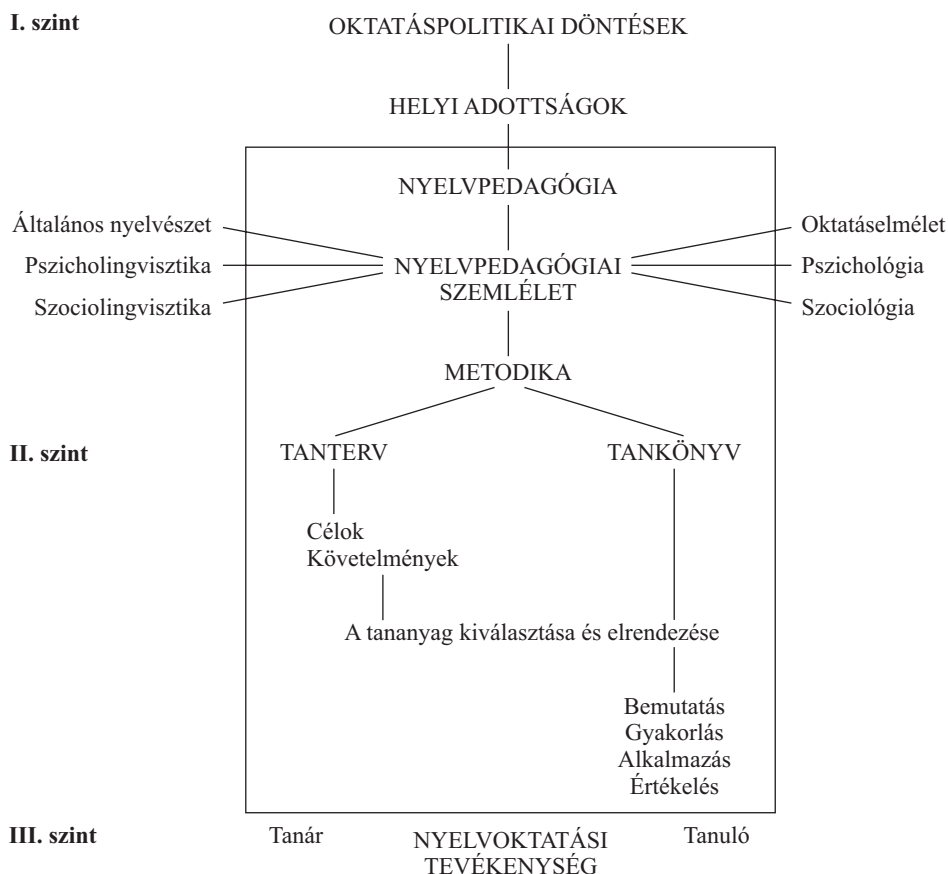 I. szint
OKTATÁSPOLITIKAI DÖNTÉSEK
HELYI ADOTTSÁGOK
NYELVPEDAGÓGIA
Általános nyelvészet
Pszicholingvisztika
Szociolingvisztika
NYELVPEDAGÓGIAI
SZEMLÉLET
Oktatáselmélet
Pszichológia
Szociológia
METODIKA
II. szint
TANTERV
TANKÖNYV
Célok
Követelmények
A tananyag kiválasztása és elrendezése
Bemutatás
Gyakorlás
Alkalmazás
Értékelés
III. szint
Tanár
NYELVOKTATÁSI
TEVÉKENYSÉG
Tanuló